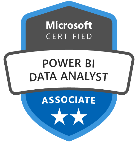 Microsoft
CERTIFIED
POWER BI
DATA ANALYST
ASSOCIATE